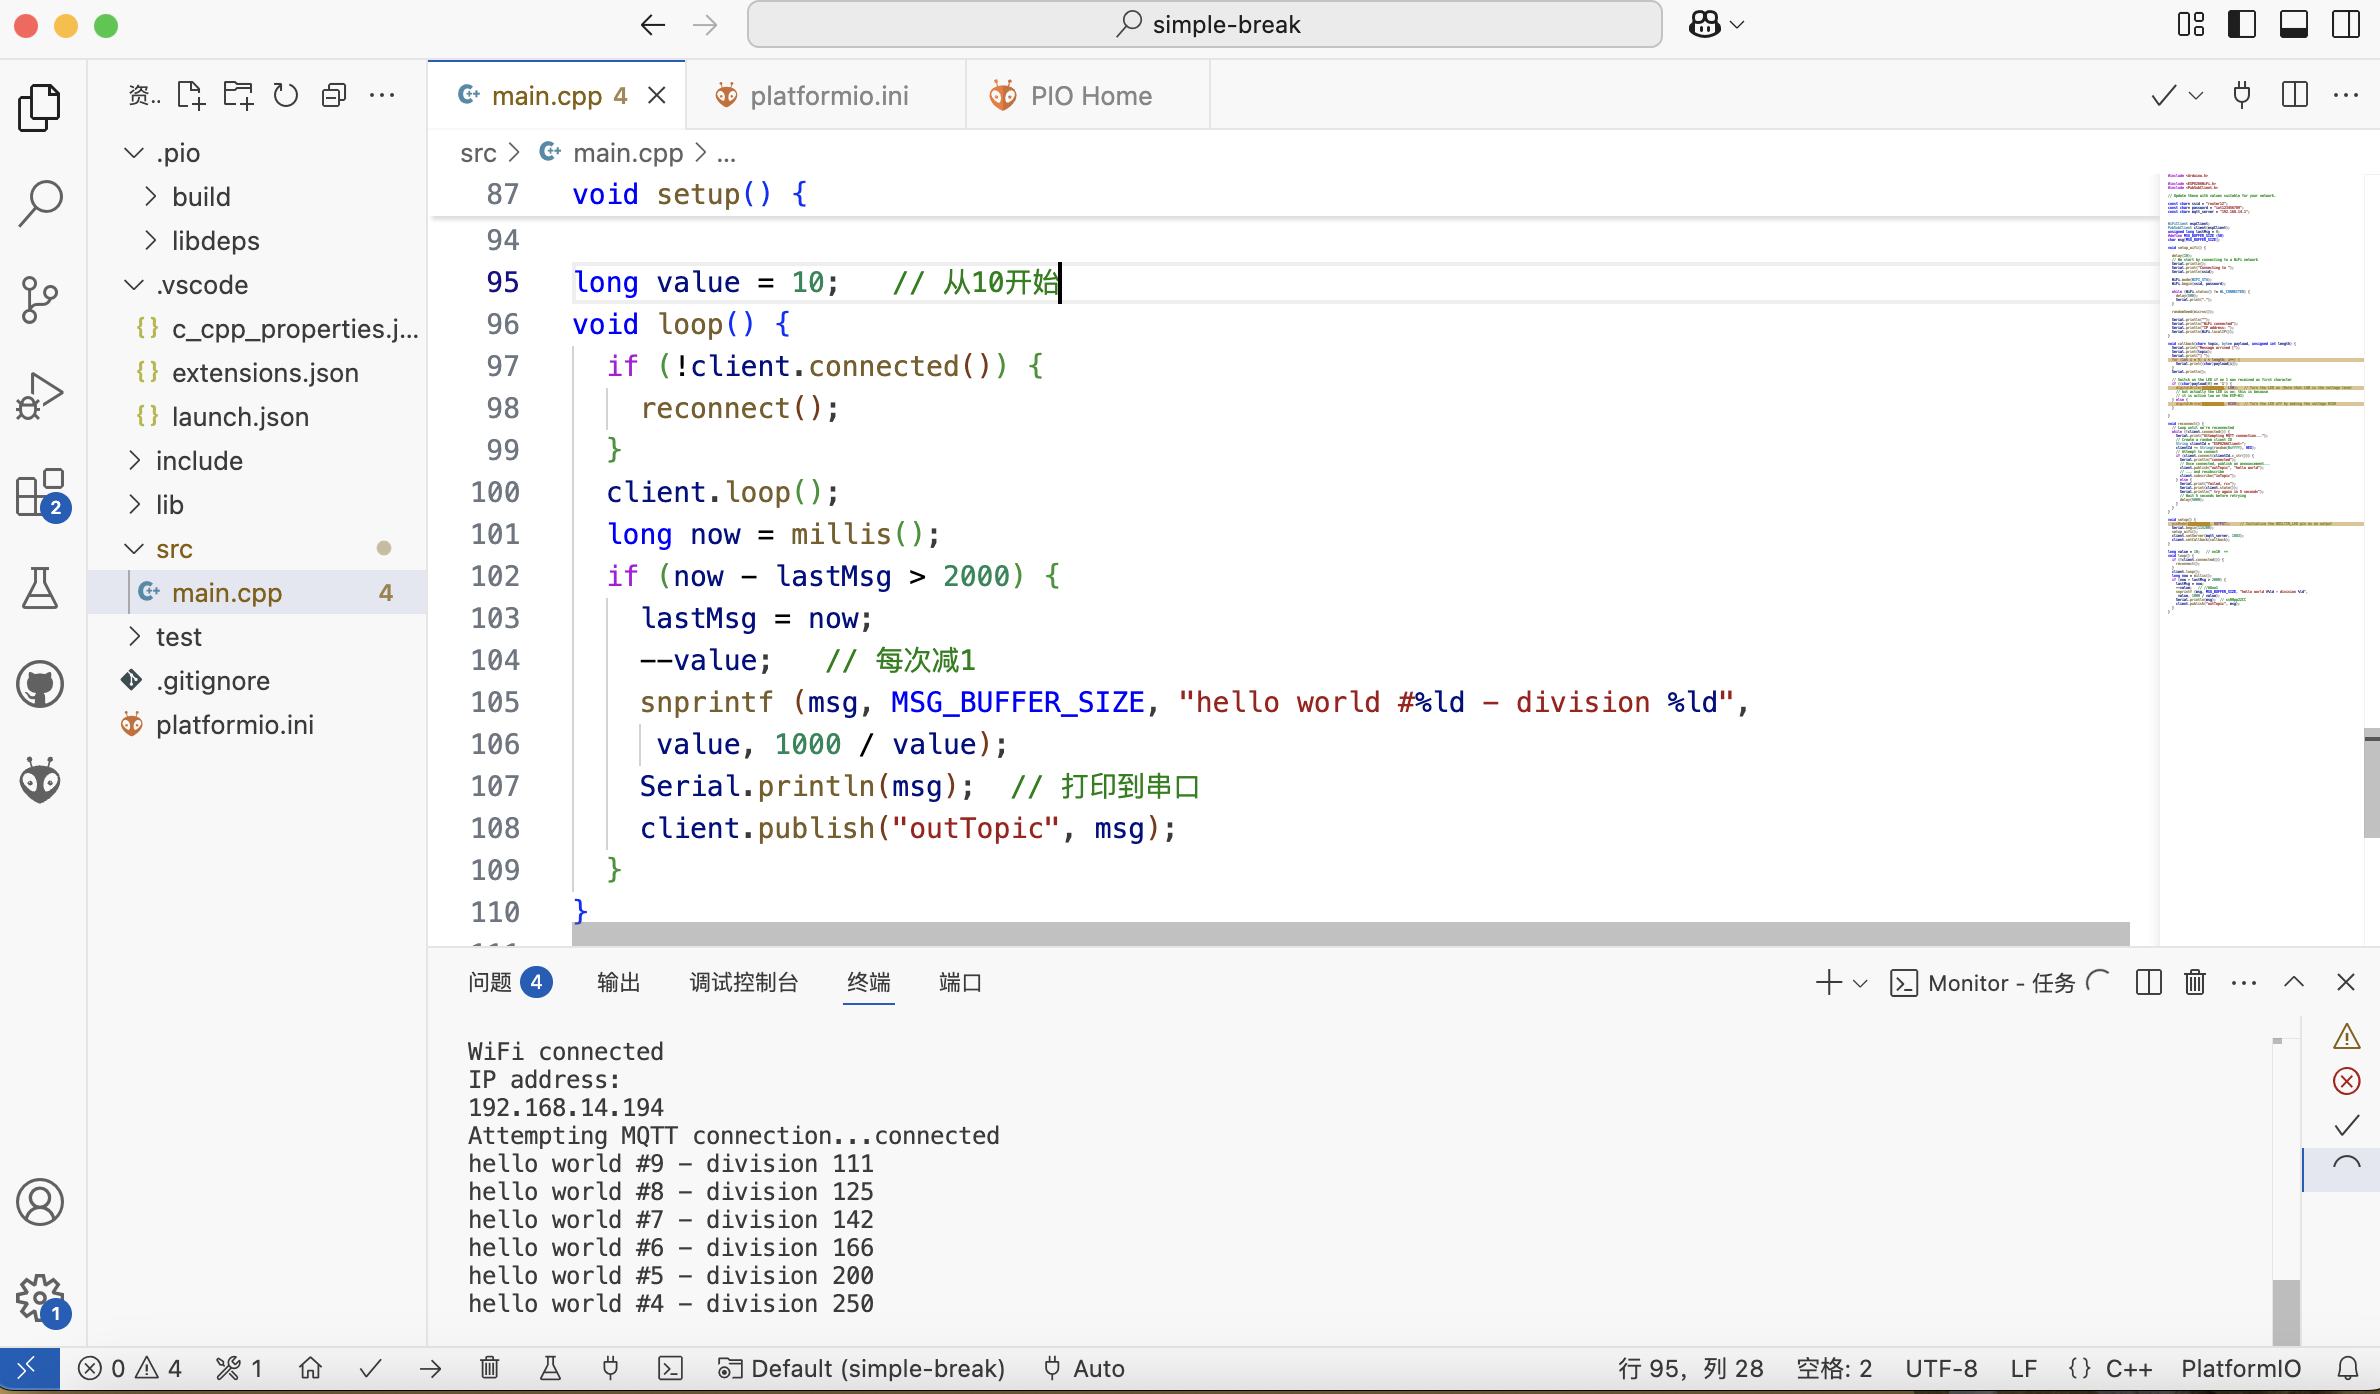 simple-break
资..
.pio
build
libdeps
.vscode
{} c_cpp_properties.j...
{} extensions.json
{} launch.json
include
lib
src
main.cpp 4
test
.gitignore
platformio.ini
2
1
main.cpp 4
platformio.ini
PIO Home
src > main.cpp > ...
87 void setup() {
94
95 long value = 10;   // 从10开始
96 void loop() {
97   if (!client.connected()) {
98     reconnect();
99   }
100   client.loop();
101   long now = millis();
102   if (now - lastMsg > 2000) {
103     lastMsg = now;
104     --value;   // 每次减1
105     snprintf (msg, MSG_BUFFER_SIZE, "hello world #%ld - division %ld",
106      value, 1000 / value);
107     Serial.println(msg);  // 打印到串口
108     client.publish("outTopic", msg);
109   }
110 }
问题 4 输出 调试控制台 终端 端口
Monitor - 任务
WiFi connected
IP address:
192.168.14.194
Attempting MQTT connection...connected
hello world #9 - division 111
hello world #8 - division 125
hello world #7 - division 142
hello world #6 - division 166
hello world #5 - division 200
hello world #4 - division 250
0 4 1 Default (simple-break) Auto 行 95，列 28 空格: 2 UTF-8 LF {} C++ PlatformIO